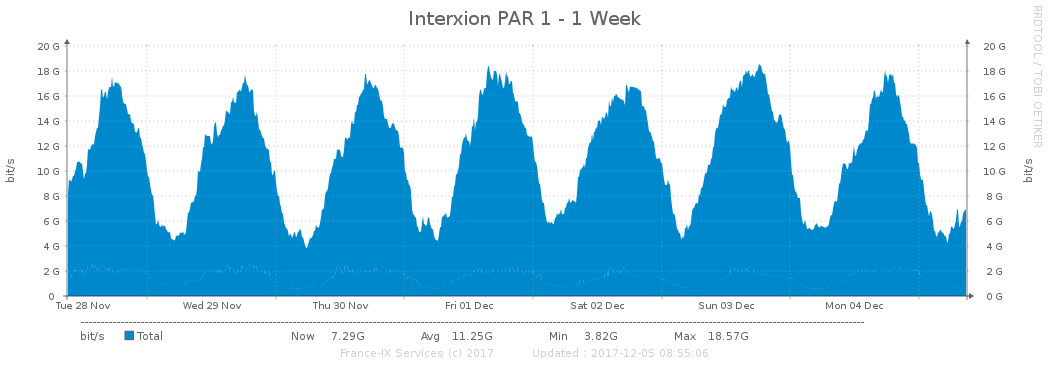 Interxion PAR 1 - 1 Week
RRDTOOL / TOBI OETIKER
bit/s
20 G
18 G
16 G
14 G
12 G
10 G
8 G
6 G
4 G
2 G
0
20 G
18 G
16 G
14 G
12 G
10 G
8 G
6 G
4 G
2 G
0 G
bit/s
Tue 28 Nov Wed 29 Nov Thu 30 Nov Fri 01 Dec Sat 02 Dec Sun 03 Dec Mon 04 Dec
bit/s Total Now 7.29G Avg 11.25G Min 3.82G Max 18.57G
France-IX Services (c) 2017 Updated : 2017-12-05 08:55:06